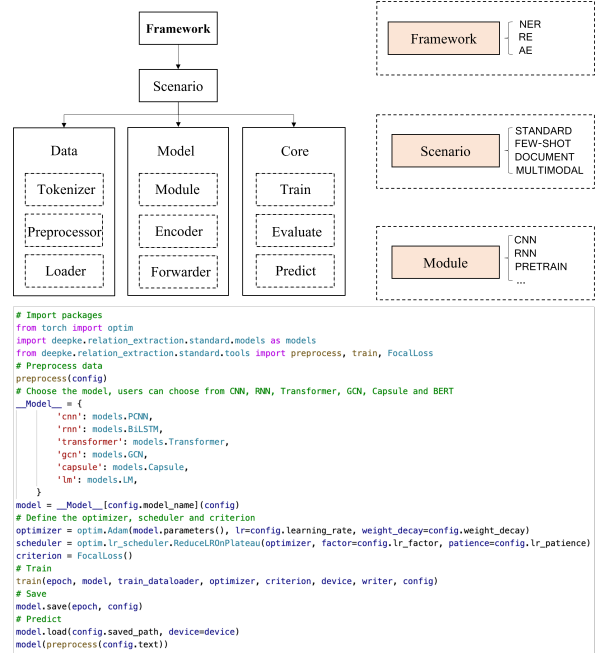 Framework
Scenario
Data
Tokenizer
Preprocessor
Loader
Model
Module
Encoder
Forwarder
Core
Train
Evaluate
Predict
Framework
NER
RE
AE
Scenario
STANDARD
FEW-SHOT
DOCUMENT
MULTIMODAL
Module
CNN
RNN
PRETRAIN
...
# Import packages
from torch import optim
import deepke.relation_extraction.standard.models as models
from deepke.relation_extraction.standard.tools import preprocess, train, FocalLoss
# Preprocess data
preprocess(config)
# Choose the model, users can choose from CNN, RNN, Transformer, GCN, Capsule and BERT
__Model__ = {
'cnn': models.PCNN,
'rnn': models.BiLSTM,
'transformer': models.Transformer,
'gcn': models.GCN,
'capsule': models.Capsule,
'lm': models.LM,
}
model = __Model__[config.model_name](config)
# Define the optimizer, scheduler and criterion
optimizer = optim.Adam(model.parameters(), lr=config.learning_rate, weight_decay=config.weight_decay)
scheduler = optim.lr_scheduler.ReduceLROnPlateau(optimizer, factor=config.lr_factor, patience=config.lr_patience)
criterion = FocalLoss()
# Train
train(epoch, model, train_dataloader, optimizer, criterion, device, writer, config)
# Save
model.save(epoch, config)
# Predict
model.load(config.saved_path, device=device)
model(preprocess(config.text))